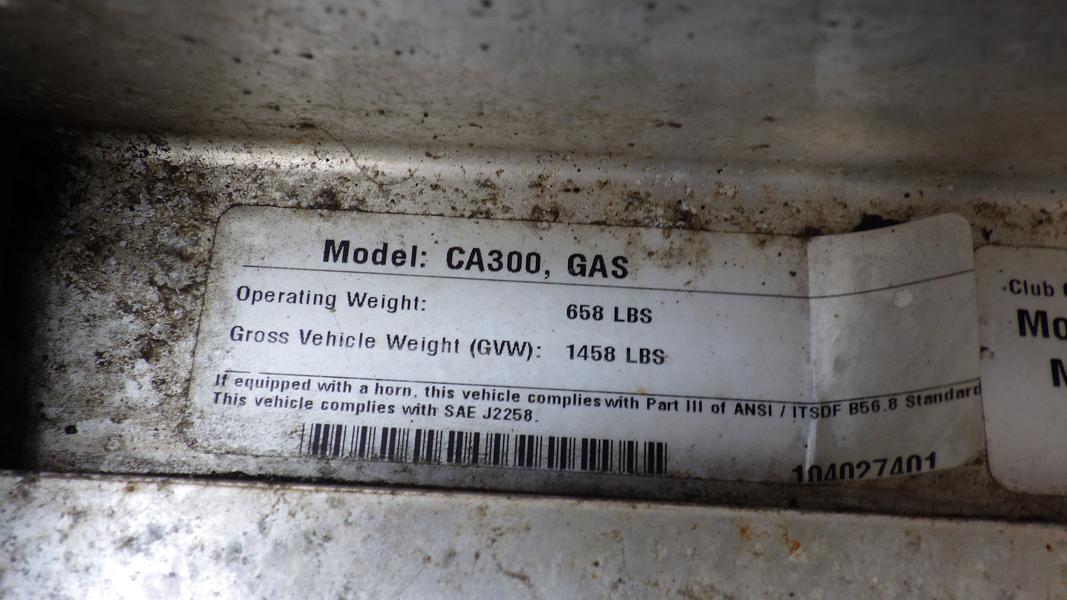 Model: CA300, GAS
Operating Weight: 658 LBS
Gross Vehicle Weight (GVW): 1458 LBS
If equipped with a horn, this vehicle complies with Part III of ANSI / ITSDF B56.8 Standard
This vehicle complies with SAE J2258.
104027401
Club